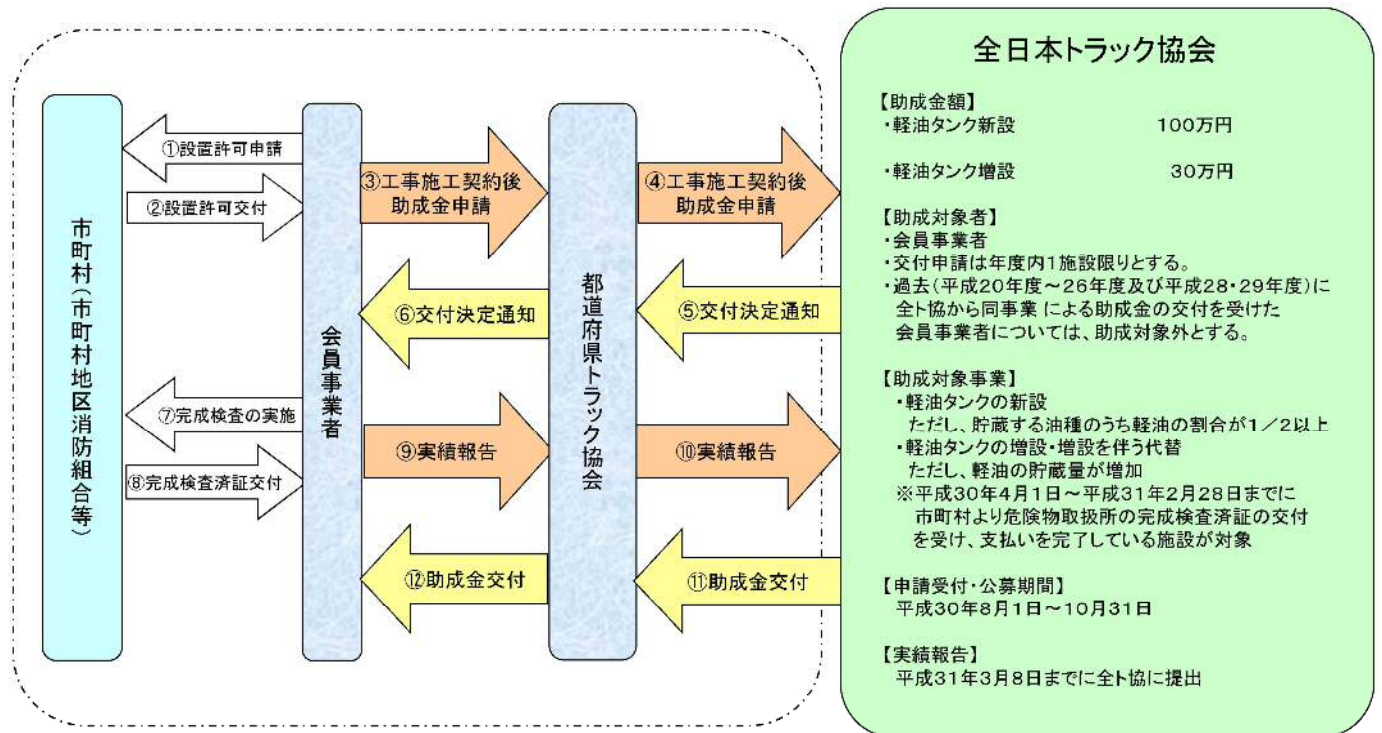 市町村(市町村地区消防組合等)
①設置許可申請
②設置許可交付
⑦完成検査の実施
⑧完成検査済証交付
会員事業者
③工事施工契約後
助成金申請
⑥交付決定通知
⑨実績報告
⑫助成金交付
都道府県トラック協会
④工事施工契約後
助成金申請
⑤交付決定通知
⑩実績報告
⑪助成金交付
全日本トラック協会
【助成金額】
・軽油タンク新設 100万円
・軽油タンク増設 30万円
【助成対象者】
・会員事業者
・交付申請は年度内1施設限りとする。
・過去(平成20年度~26年度及び平成28・29年度)に
全ト協から同事業による助成金の交付を受けた
会員事業者については、助成対象外とする。
【助成対象事業】
・軽油タンクの新設
ただし、貯蔵する油種のうち軽油の割合が1/2以上
・軽油タンクの増設・増設を伴う代替
ただし、軽油の貯蔵量が増加
※平成30年4月1日~平成31年2月28日までに
市町村より危険物取扱所の完成検査済証の交付
を受け、支払いを完了している施設が対象
【申請受付・公募期間】
平成30年8月1日~10月31日
【実績報告】
平成31年3月8日までに全ト協に提出